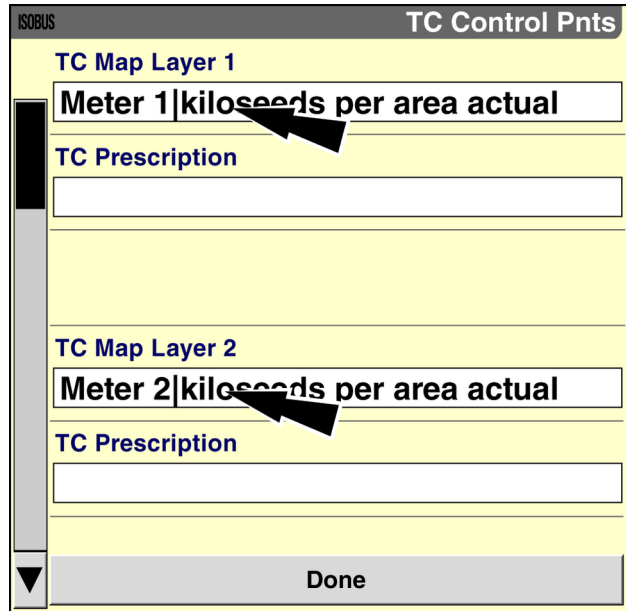 ISOBUS
TC Control Pnts
TC Map Layer 1
Meter 1|kiloseeds per area actual
TC Prescription
TC Map Layer 2
Meter 2|kiloseeds per area actual
TC Prescription
Done